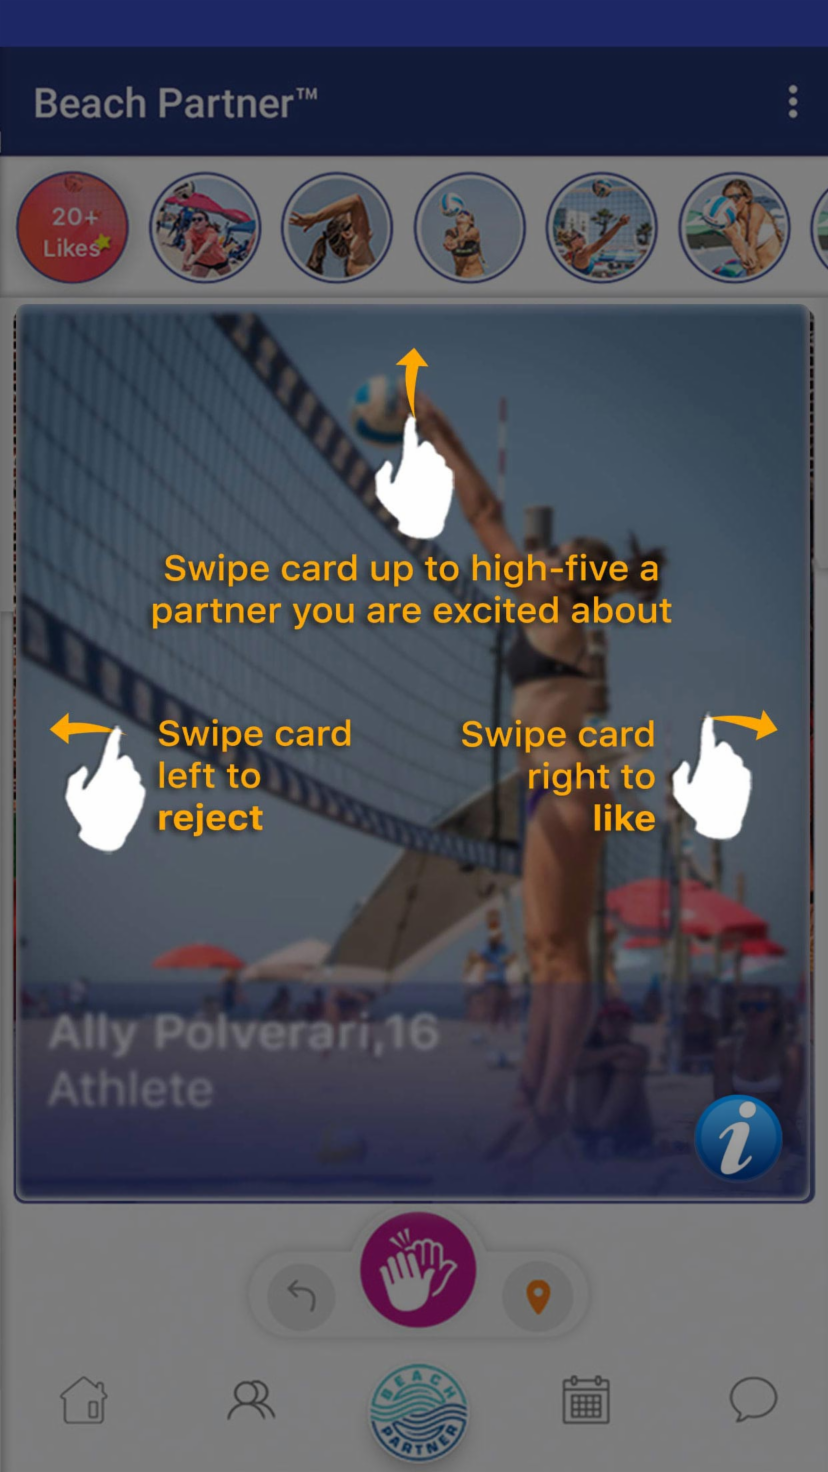 Beach Partner™
20+
Likes
Swipe card up to high-five a
partner you are excited about
Swipe card
left to
reject
Swipe card
right to
like
Ally Polverari,16
Athlete
i
BEACH
PARTNER